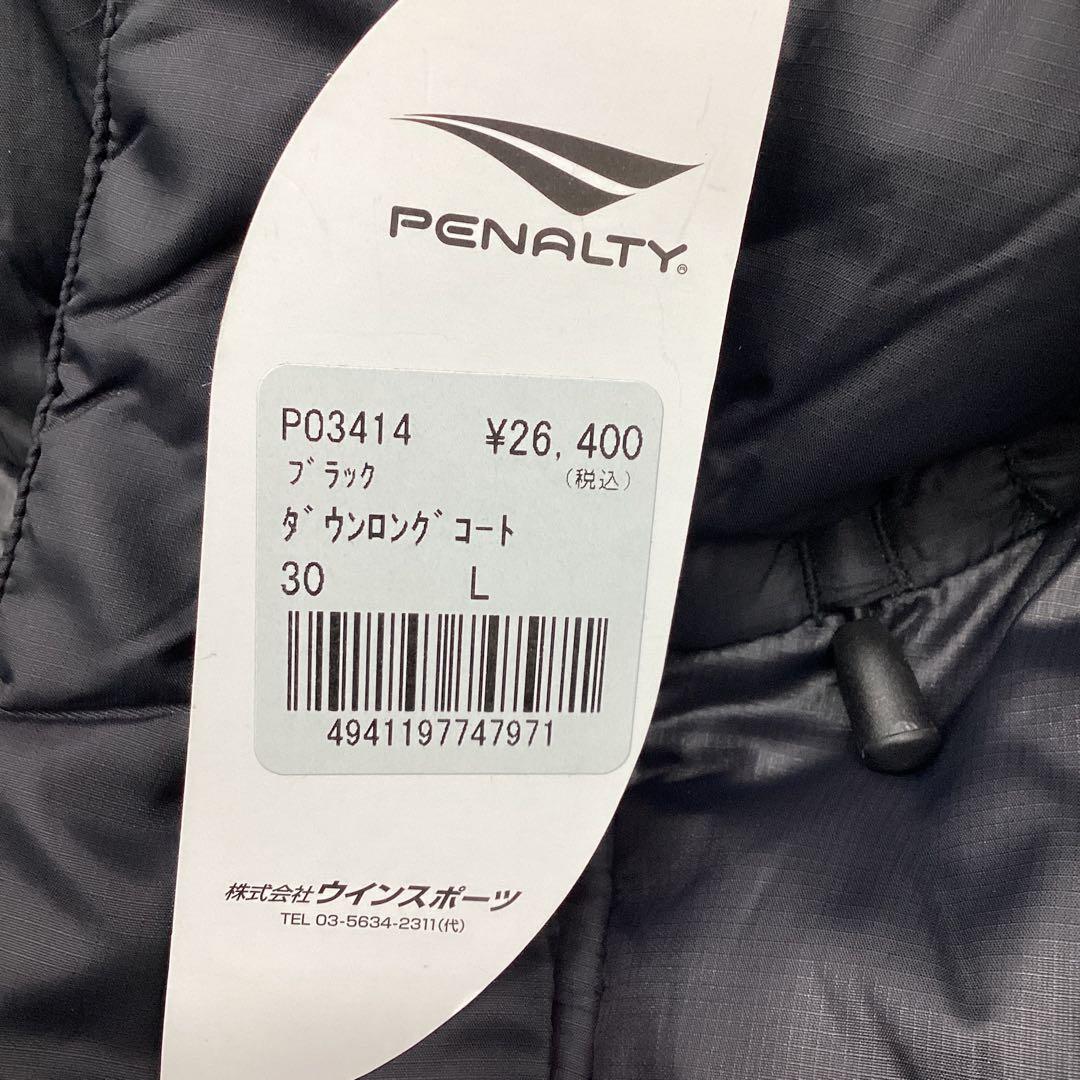 PENALTY®
PO3414 ¥26,400
ﾌﾞﾗｯｸ (税込)
ﾀﾞｳﾝﾛﾝｸﾞｺｰﾄ
30 L
4941197747971
株式会社ウインスポーツ
TEL 03-5634-2311(代)